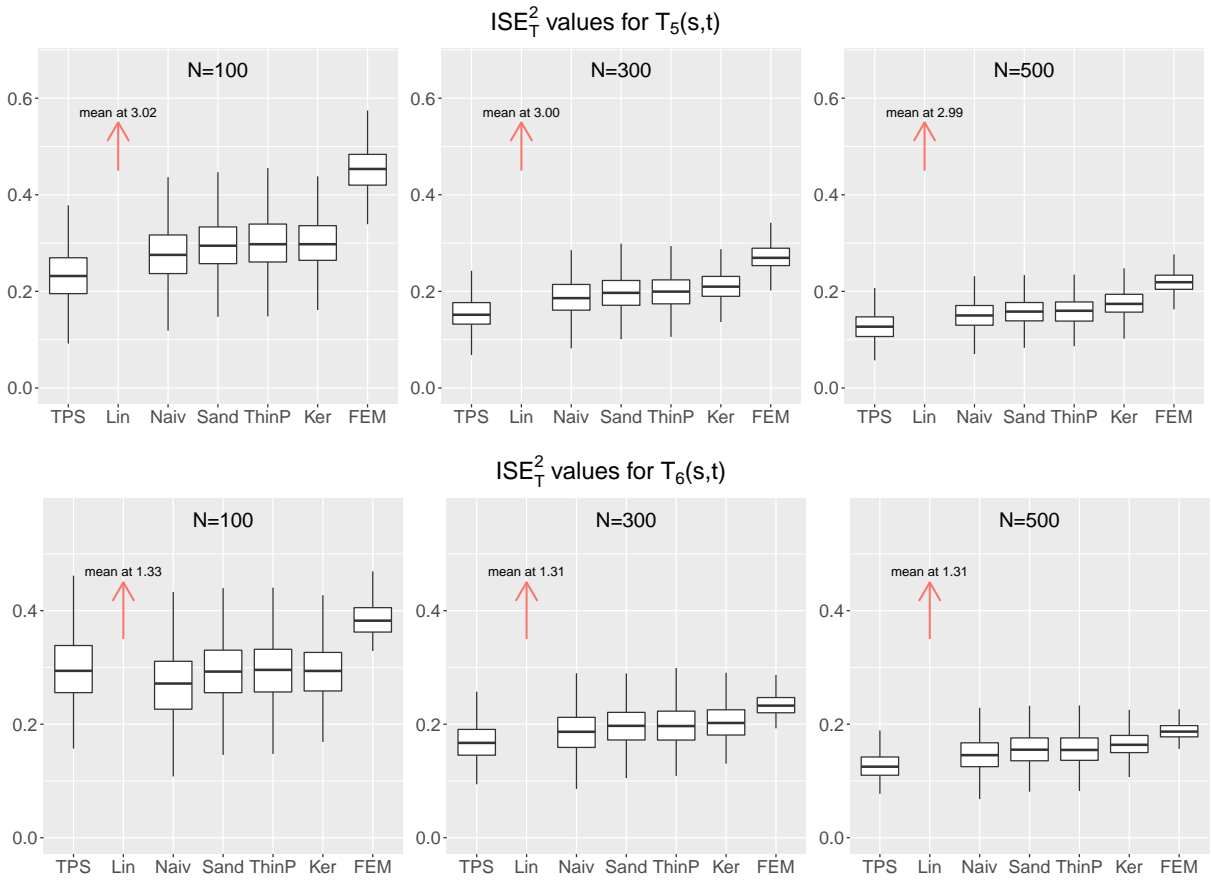 ISE²_T values for T₅(s,t)
N=100
N=300
N=500
mean at 3.02
mean at 3.00
mean at 2.99
0.6
0.4
0.2
0.0
0.6
0.4
0.2
0.0
0.6
0.4
0.2
0.0
TPS Lin Naiv Sand ThinP Ker FEM
TPS Lin Naiv Sand ThinP Ker FEM
TPS Lin Naiv Sand ThinP Ker FEM
ISE²_T values for T₆(s,t)
N=100
N=300
N=500
mean at 1.33
mean at 1.31
mean at 1.31
0.4
0.2
0.0
0.4
0.2
0.0
0.4
0.2
0.0
TPS Lin Naiv Sand ThinP Ker FEM
TPS Lin Naiv Sand ThinP Ker FEM
TPS Lin Naiv Sand ThinP Ker FEM